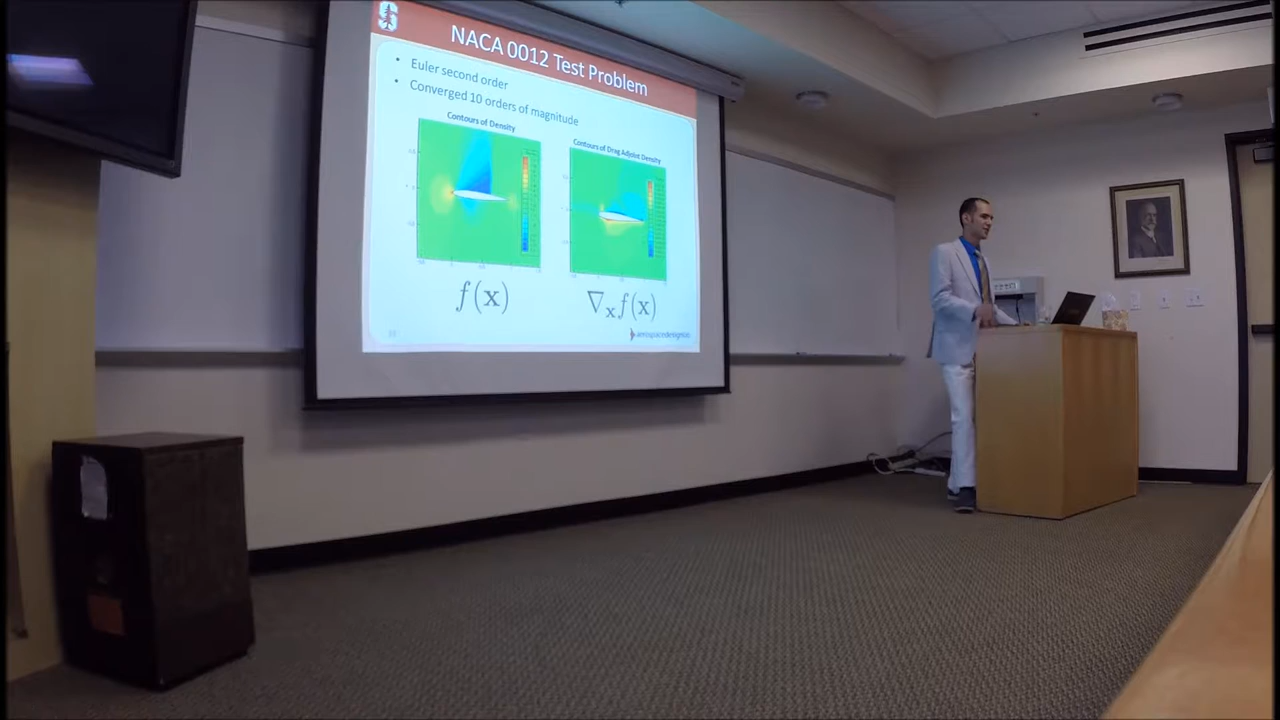 NACA 0012 Test Problem
• Euler second order
• Converged 10 orders of magnitude
Contours of Density
Contours of Drag Adjoint Density
f(x)
∇ₓf(x)
aerospacedesignlab